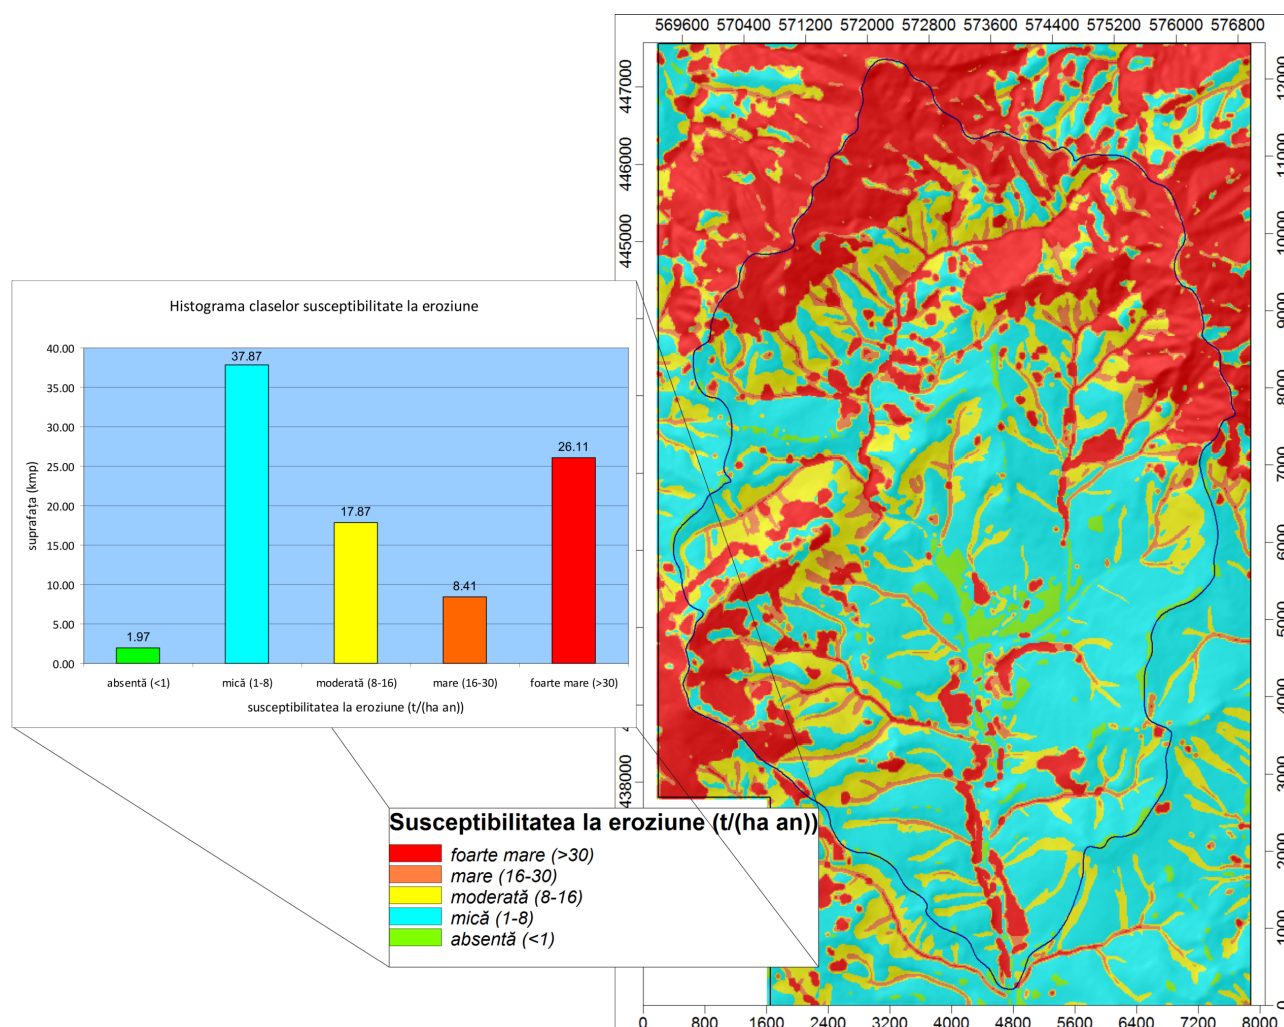 569600 570400 571200 572000 572800 573600 574400 575200 576000 576800
447000
446000
445000
438000
12000
11000
10000
9000
8000
7000
6000
5000
4000
3000
2000
1000
0
0 800 1600 2400 3200 4000 4800 5600 6400 7200 8000
Histograma claselor susceptibilitate la eroziune
suprafata (kmp)
40.00
35.00
30.00
25.00
20.00
15.00
10.00
5.00
0.00
1.97
37.87
17.87
8.41
26.11
absentă (<1) mică (1-8) moderată (8-16) mare (16-30) foarte mare (>30)
susceptibilitatea la eroziune (t/(ha an))
Susceptibilitatea la eroziune (t/(ha an))
foarte mare (>30)
mare (16-30)
moderată (8-16)
mică (1-8)
absentă (<1)